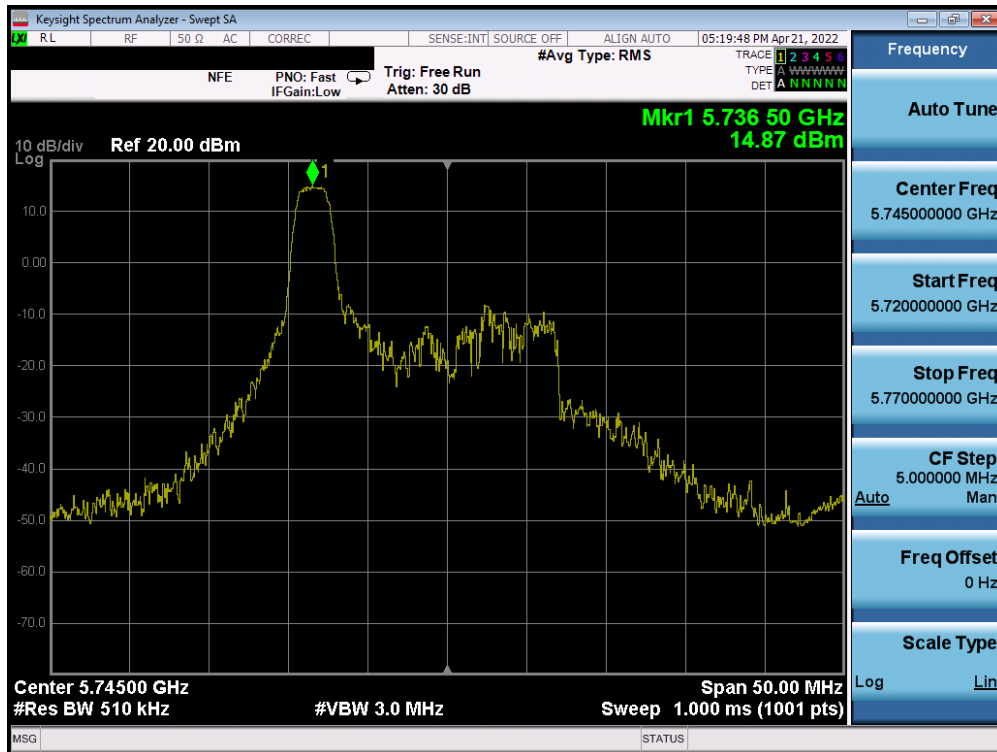 Keysight Spectrum Analyzer - Swept SA
LXI RL RF 50 Ω AC CORREC SENSE:INT SOURCE OFF ALIGN AUTO 05:19:48 PM Apr 21, 2022
#Avg Type: RMS
TRACE 1 2 3 4 5 6
TYPE A WWWWWW
DET A N N N N N
NFE
PNO: Fast
IFGain:Low
Trig: Free Run
Atten: 30 dB
Mkr1 5.736 50 GHz
14.87 dBm
10 dB/div Ref 20.00 dBm
Log
1
10.0
0.00
-10.0
-20.0
-30.0
-40.0
-50.0
-60.0
-70.0
Center 5.74500 GHz Span 50.00 MHz
#Res BW 510 kHz #VBW 3.0 MHz Sweep 1.000 ms (1001 pts)
MSG STATUS
Frequency
Auto Tune
Center Freq
5.745000000 GHz
Start Freq
5.720000000 GHz
Stop Freq
5.770000000 GHz
CF Step
5.000000 MHz
Auto Man
Freq Offset
0 Hz
Scale Type
Log Lin